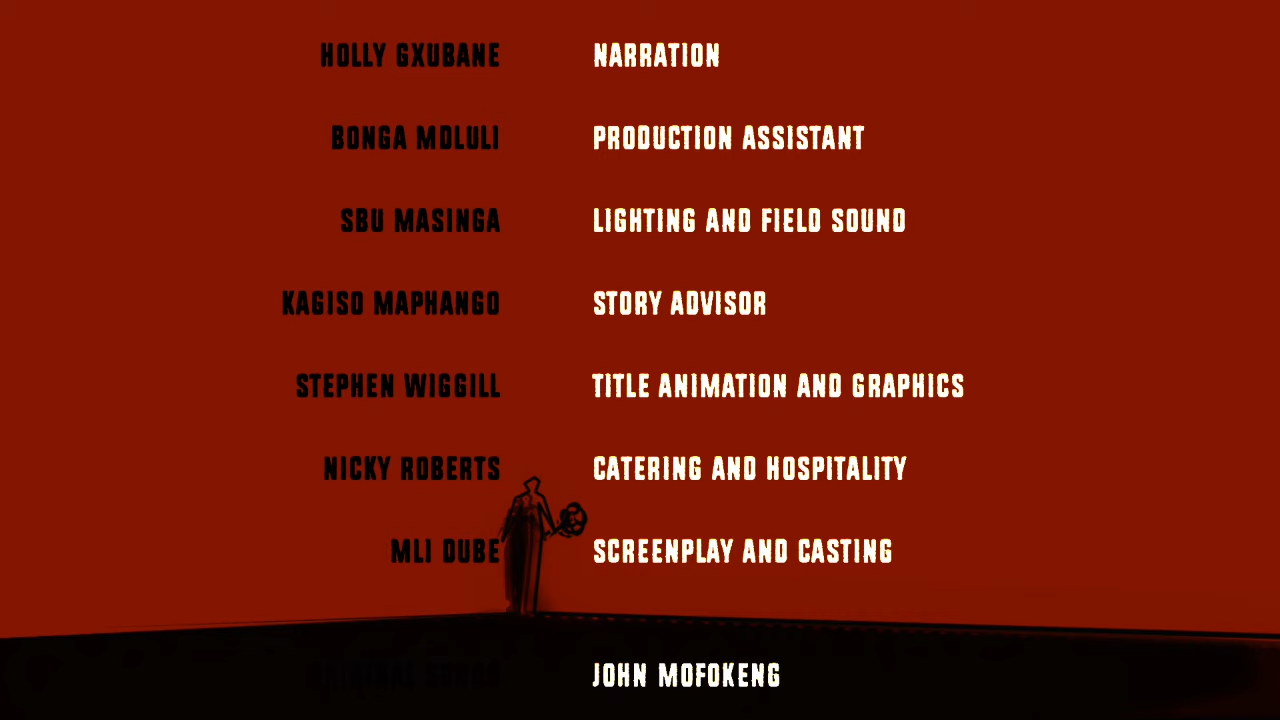 HOLLY GXUBANE NARRATION
BONGA MDLULI PRODUCTION ASSISTANT
SBU MASINGA LIGHTING AND FIELD SOUND
KAGISO MAPHANGO STORY ADVISOR
STEPHEN WIGGILL TITLE ANIMATION AND GRAPHICS
NICKY ROBERTS CATERING AND HOSPITALITY
MLI DUBE SCREENPLAY AND CASTING
JOHN MOFOKENG